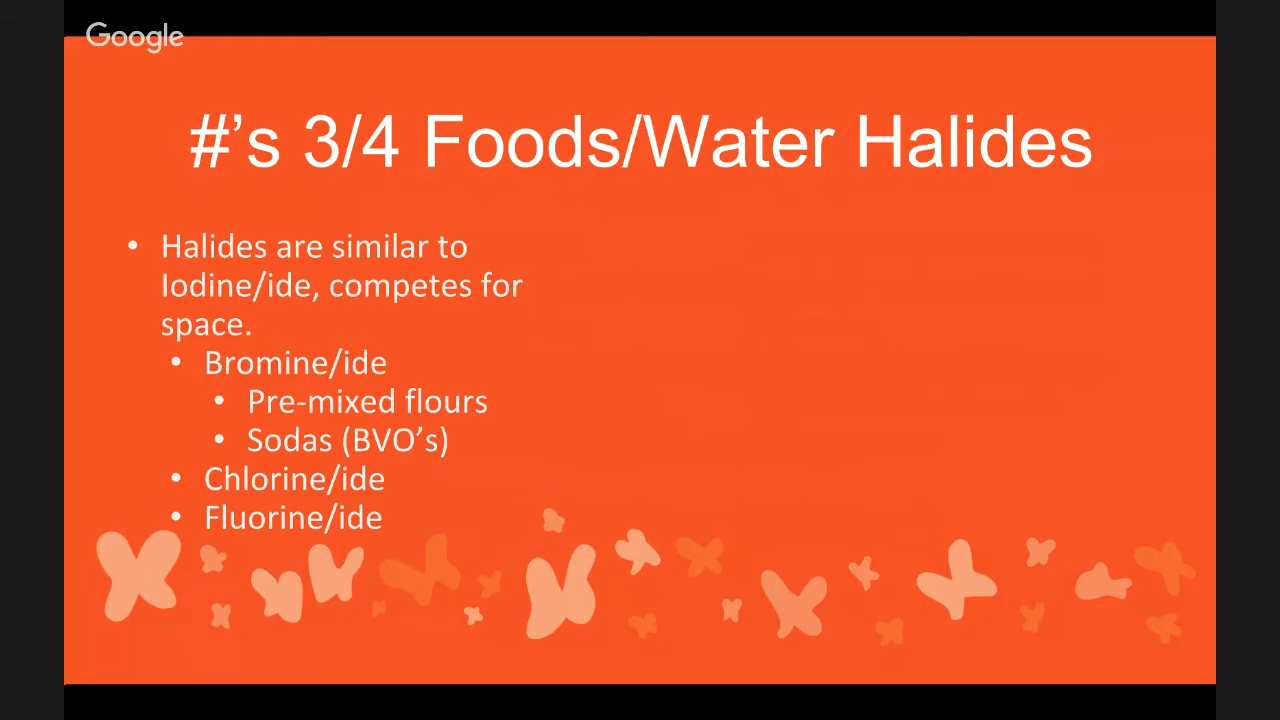 Google
#’s 3/4 Foods/Water Halides
• Halides are similar to
Iodine/ide, competes for
space.
• Bromine/ide
• Pre-mixed flours
• Sodas (BVO’s)
• Chlorine/ide
• Fluorine/ide